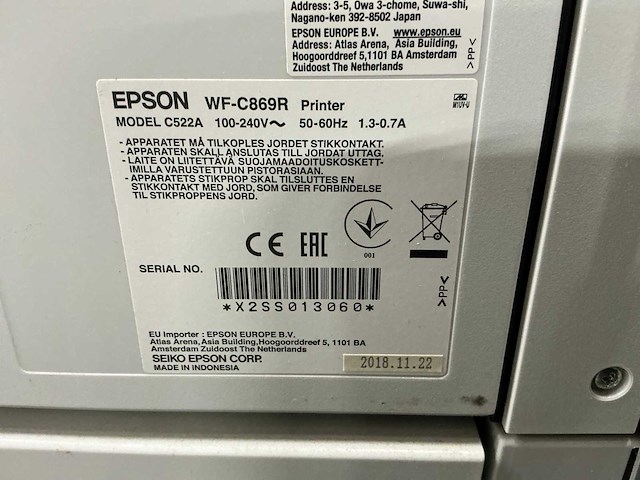 Address: 3-5, Owa 3-chome, Suwa-shi,
Nagano-ken 392-8502 Japan
EPSON EUROPE B.V. www.epson.eu
Address: Atlas Arena, Asia Building,
Hoogoorddreef 5,1101 BA Amsterdam
Zuidoost The Netherlands
>PP<
EPSON WF-C869R Printer
MODEL C522A 100-240V~ 50-60Hz 1.3-0.7A
- APPARATET MÅ TILKOPLES JORDET STIKKONTAKT.
- APPARATEN SKALL ANSLUTAS TILL JORDAT UTTAG.
- LAITE ON LIITETTÄVÄ SUOJAMAADOITUSKOSKETT-
IMILLA VARUSTETTUUN PISTORASIAAN.
- APPARATETS STIKPROP SKAL TILSLUTTES EN
STIKKONTAKT MED JORD, SOM GIVER FORBINDELSE
TIL STIKPROPPENS JORD.
CE EAC
001
SERIAL NO.
*X2SS013060*
>PP<
EU Importer : EPSON EUROPE B.V.
Atlas Arena,Asia Building,Hoogoorddreef 5, 1101 BA
Amsterdam Zuidoost The Netherlands
SEIKO EPSON CORP.
MADE IN INDONESIA
2018.11.22